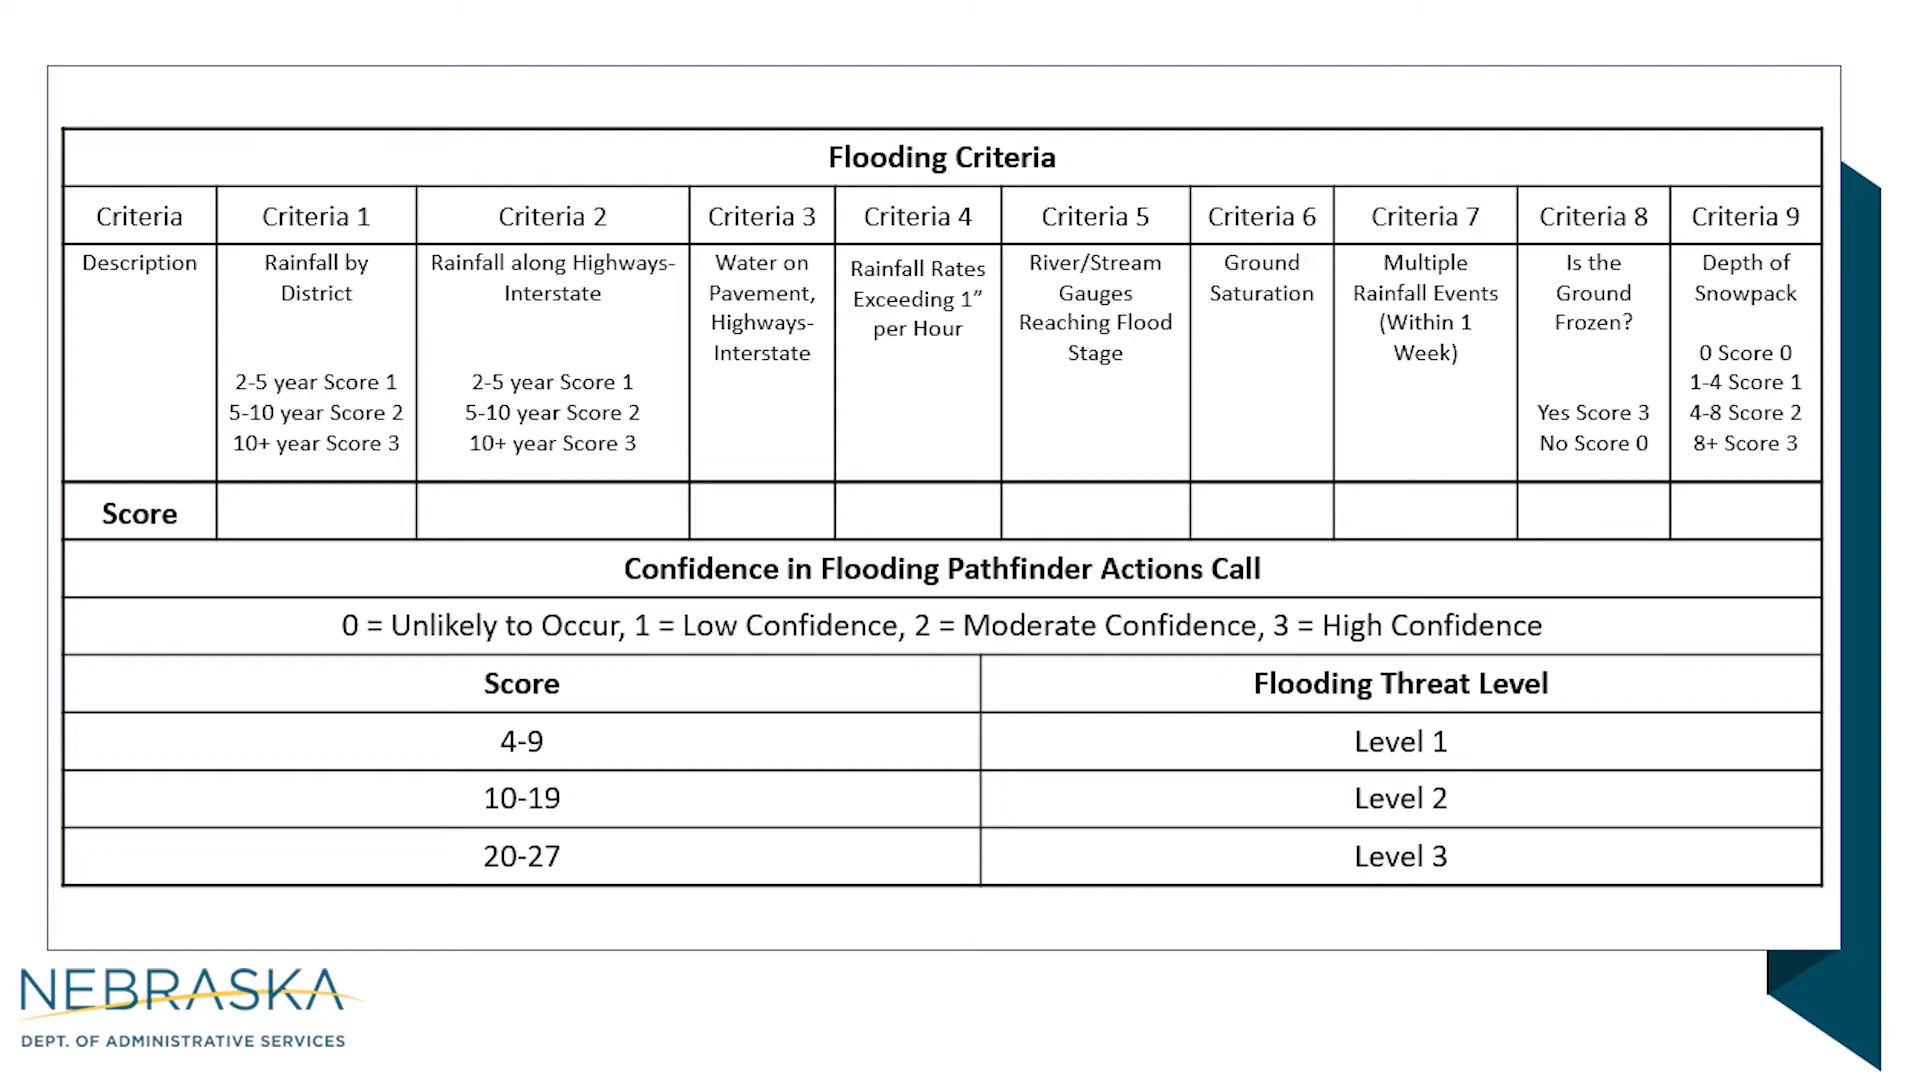 Flooding Criteria
Criteria
Criteria 1
Criteria 2
Criteria 3
Criteria 4
Criteria 5
Criteria 6
Criteria 7
Criteria 8
Criteria 9
Description
Rainfall by
District
2-5 year Score 1
5-10 year Score 2
10+ year Score 3
Rainfall along Highways-
Interstate
2-5 year Score 1
5-10 year Score 2
10+ year Score 3
Water on
Pavement,
Highways-
Interstate
Rainfall Rates
Exceeding 1”
per Hour
River/Stream
Gauges
Reaching Flood
Stage
Ground
Saturation
Multiple
Rainfall Events
(Within 1
Week)
Is the
Ground
Frozen?
Yes Score 3
No Score 0
Depth of
Snowpack
0 Score 0
1-4 Score 1
4-8 Score 2
8+ Score 3
Score
Confidence in Flooding Pathfinder Actions Call
0 = Unlikely to Occur, 1 = Low Confidence, 2 = Moderate Confidence, 3 = High Confidence
Score
Flooding Threat Level
4-9
Level 1
10-19
Level 2
20-27
Level 3
NEBRASKA
DEPT. OF ADMINISTRATIVE SERVICES